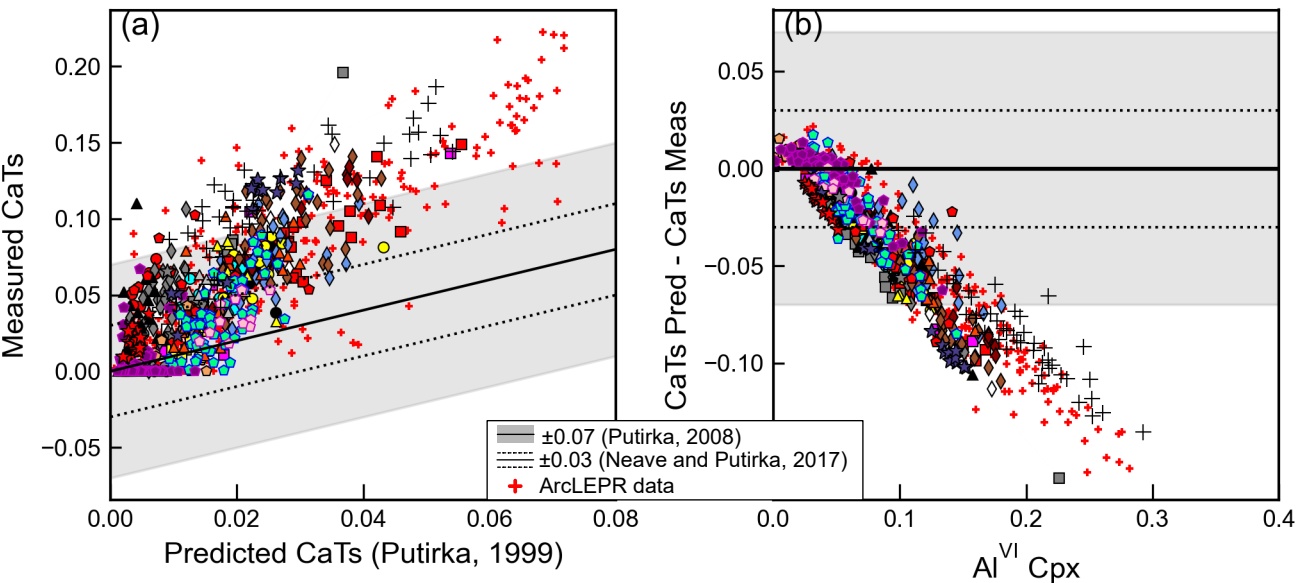 (a)
Measured CaTs
0.20
0.15
0.10
0.05
0.00
−0.05
0.00
0.02
0.04
0.06
0.08
Predicted CaTs (Putirka, 1999)
(b)
CaTs Pred - CaTs Meas
0.05
0.00
−0.05
−0.10
0.0
0.1
0.2
0.3
0.4
Al^VI Cpx
±0.07 (Putirka, 2008)
±0.03 (Neave and Putirka, 2017)
ArcLEPR data